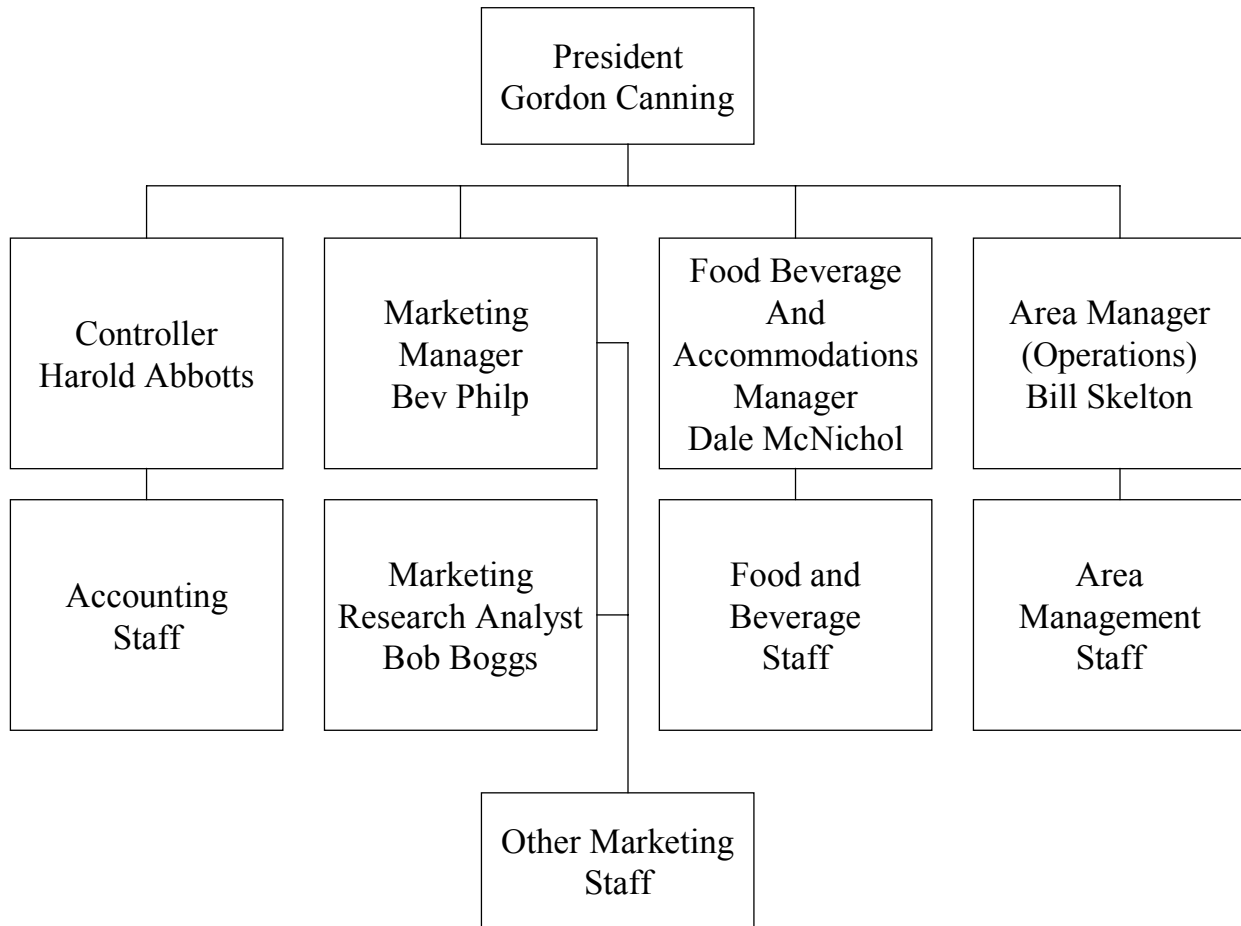 President
Gordon Canning
Controller
Harold Abbotts
Marketing
Manager
Bev Philp
Food Beverage
And
Accommodations
Manager
Dale McNichol
Area Manager
(Operations)
Bill Skelton
Accounting
Staff
Marketing
Research Analyst
Bob Boggs
Food and
Beverage
Staff
Area
Management
Staff
Other Marketing
Staff